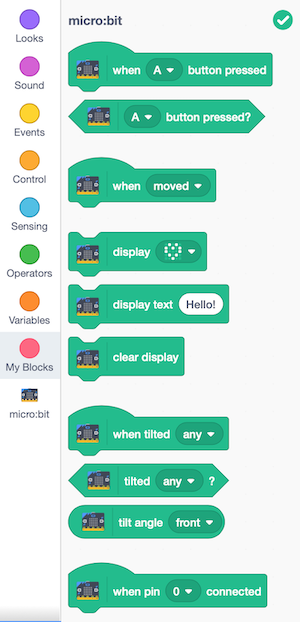 Looks
Sound
Events
Control
Sensing
Operators
Variables
My Blocks
micro:bit
micro:bit
when A button pressed
A button pressed?
when moved
display
display text Hello!
clear display
when tilted any
tilted any ?
tilt angle front
when pin 0 connected